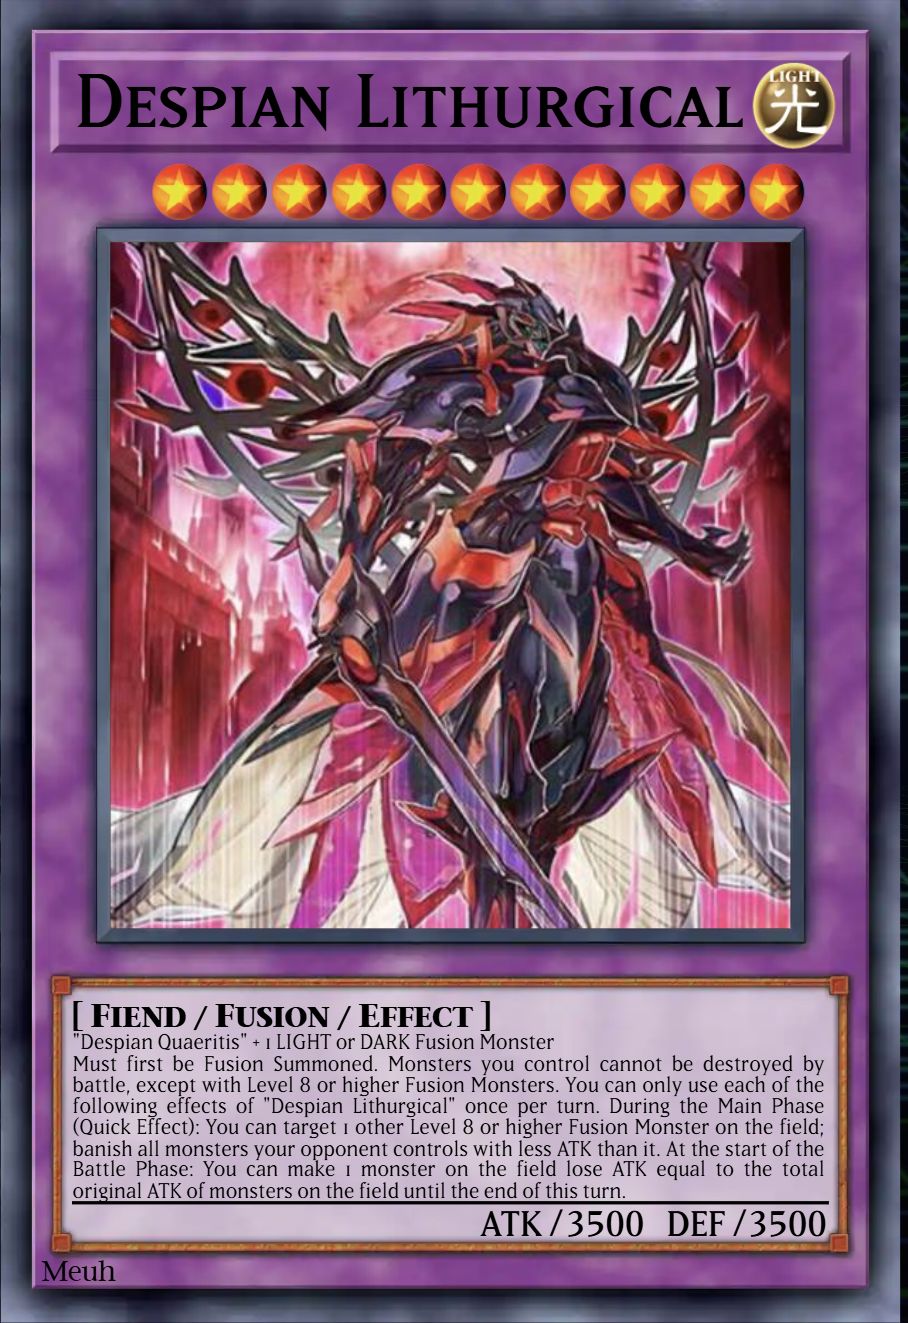 Despian Lithurgical
LIGHT
光
[ Fiend / Fusion / Effect ]
"Despian Quaeritis" + 1 LIGHT or DARK Fusion Monster
Must first be Fusion Summoned. Monsters you control cannot be destroyed by
battle, except with Level 8 or higher Fusion Monsters. You can only use each of the
following effects of "Despian Lithurgical" once per turn. During the Main Phase
(Quick Effect): You can target 1 other Level 8 or higher Fusion Monster on the field;
banish all monsters your opponent controls with less ATK than it. At the start of the
Battle Phase: You can make 1 monster on the field lose ATK equal to the total
original ATK of monsters on the field until the end of this turn.
ATK/3500 DEF/3500
Meuh